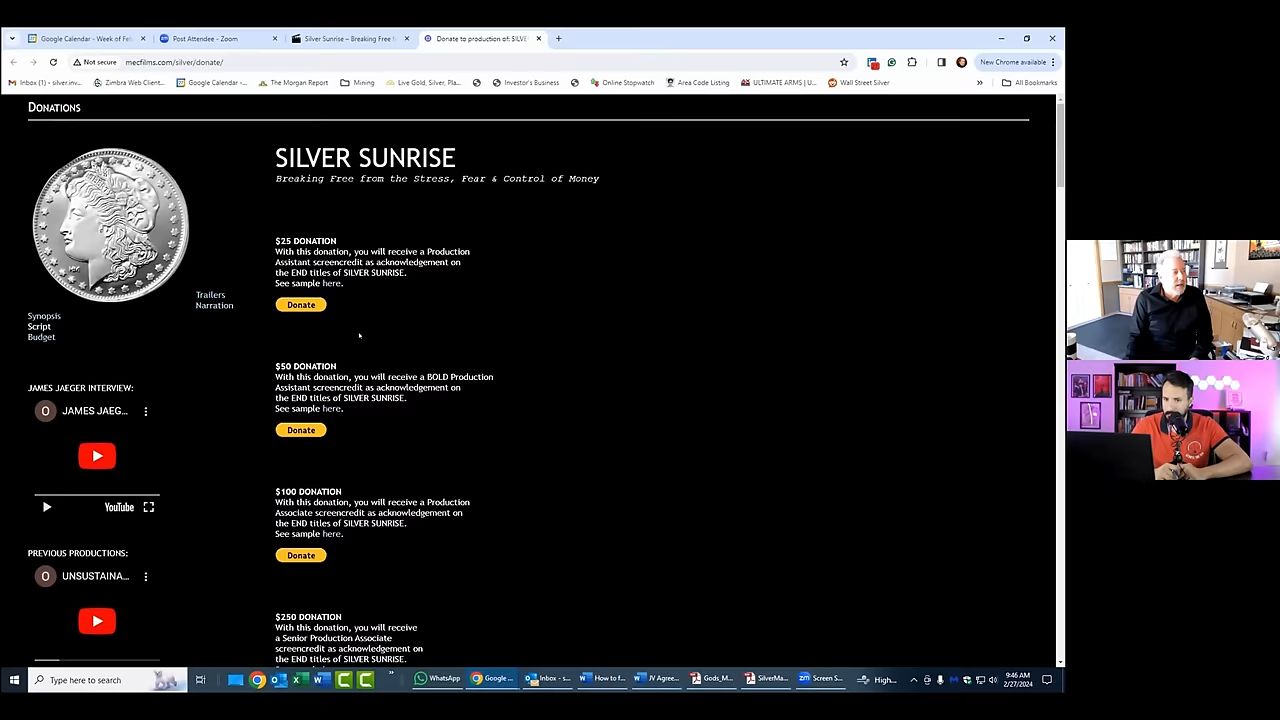 Google Calendar - Week of Feb
Post Attendee - Zoom
Silver Sunrise – Breaking Free f
Donate to production of: SILVE
Not secure
mecfilms.com/silver/donate/
New Chrome available
Inbox (1) - silver.inv...
Zimbra Web Client...
Google Calendar -...
The Morgan Report
Mining
Live Gold, Silver, Pla...
Investor's Business
Online Stopwatch
Area Code Listing
ULTIMATE ARMS | U...
Wall Street Silver
»
All Bookmarks
DONATIONS
SILVER SUNRISE
Breaking Free from the Stress, Fear & Control of Money
$25 DONATION
With this donation, you will receive a Production
Assistant screencredit as acknowledgement on
the END titles of SILVER SUNRISE.
See sample here.
Donate
Trailers
Narration
Synopsis
Script
Budget
$50 DONATION
With this donation, you will receive a BOLD Production
Assistant screencredit as acknowledgement on
the END titles of SILVER SUNRISE.
See sample here.
Donate
JAMES JAEGER INTERVIEW:
O
JAMES JAEG...
YouTube
$100 DONATION
With this donation, you will receive a Production
Associate screencredit as acknowledgement on
the END titles of SILVER SUNRISE.
See sample here.
Donate
PREVIOUS PRODUCTIONS:
O
UNSUSTAINA...
$250 DONATION
With this donation, you will receive
a Senior Production Associate
screencredit as acknowledgement on
the END titles of SILVER SUNRISE.
Type here to search
»
WhatsApp
Google ...
Inbox - s...
How to f...
JV Agree...
Gods_M...
SilverMa...
Screen S...
High...
9:46 AM
2/27/2024